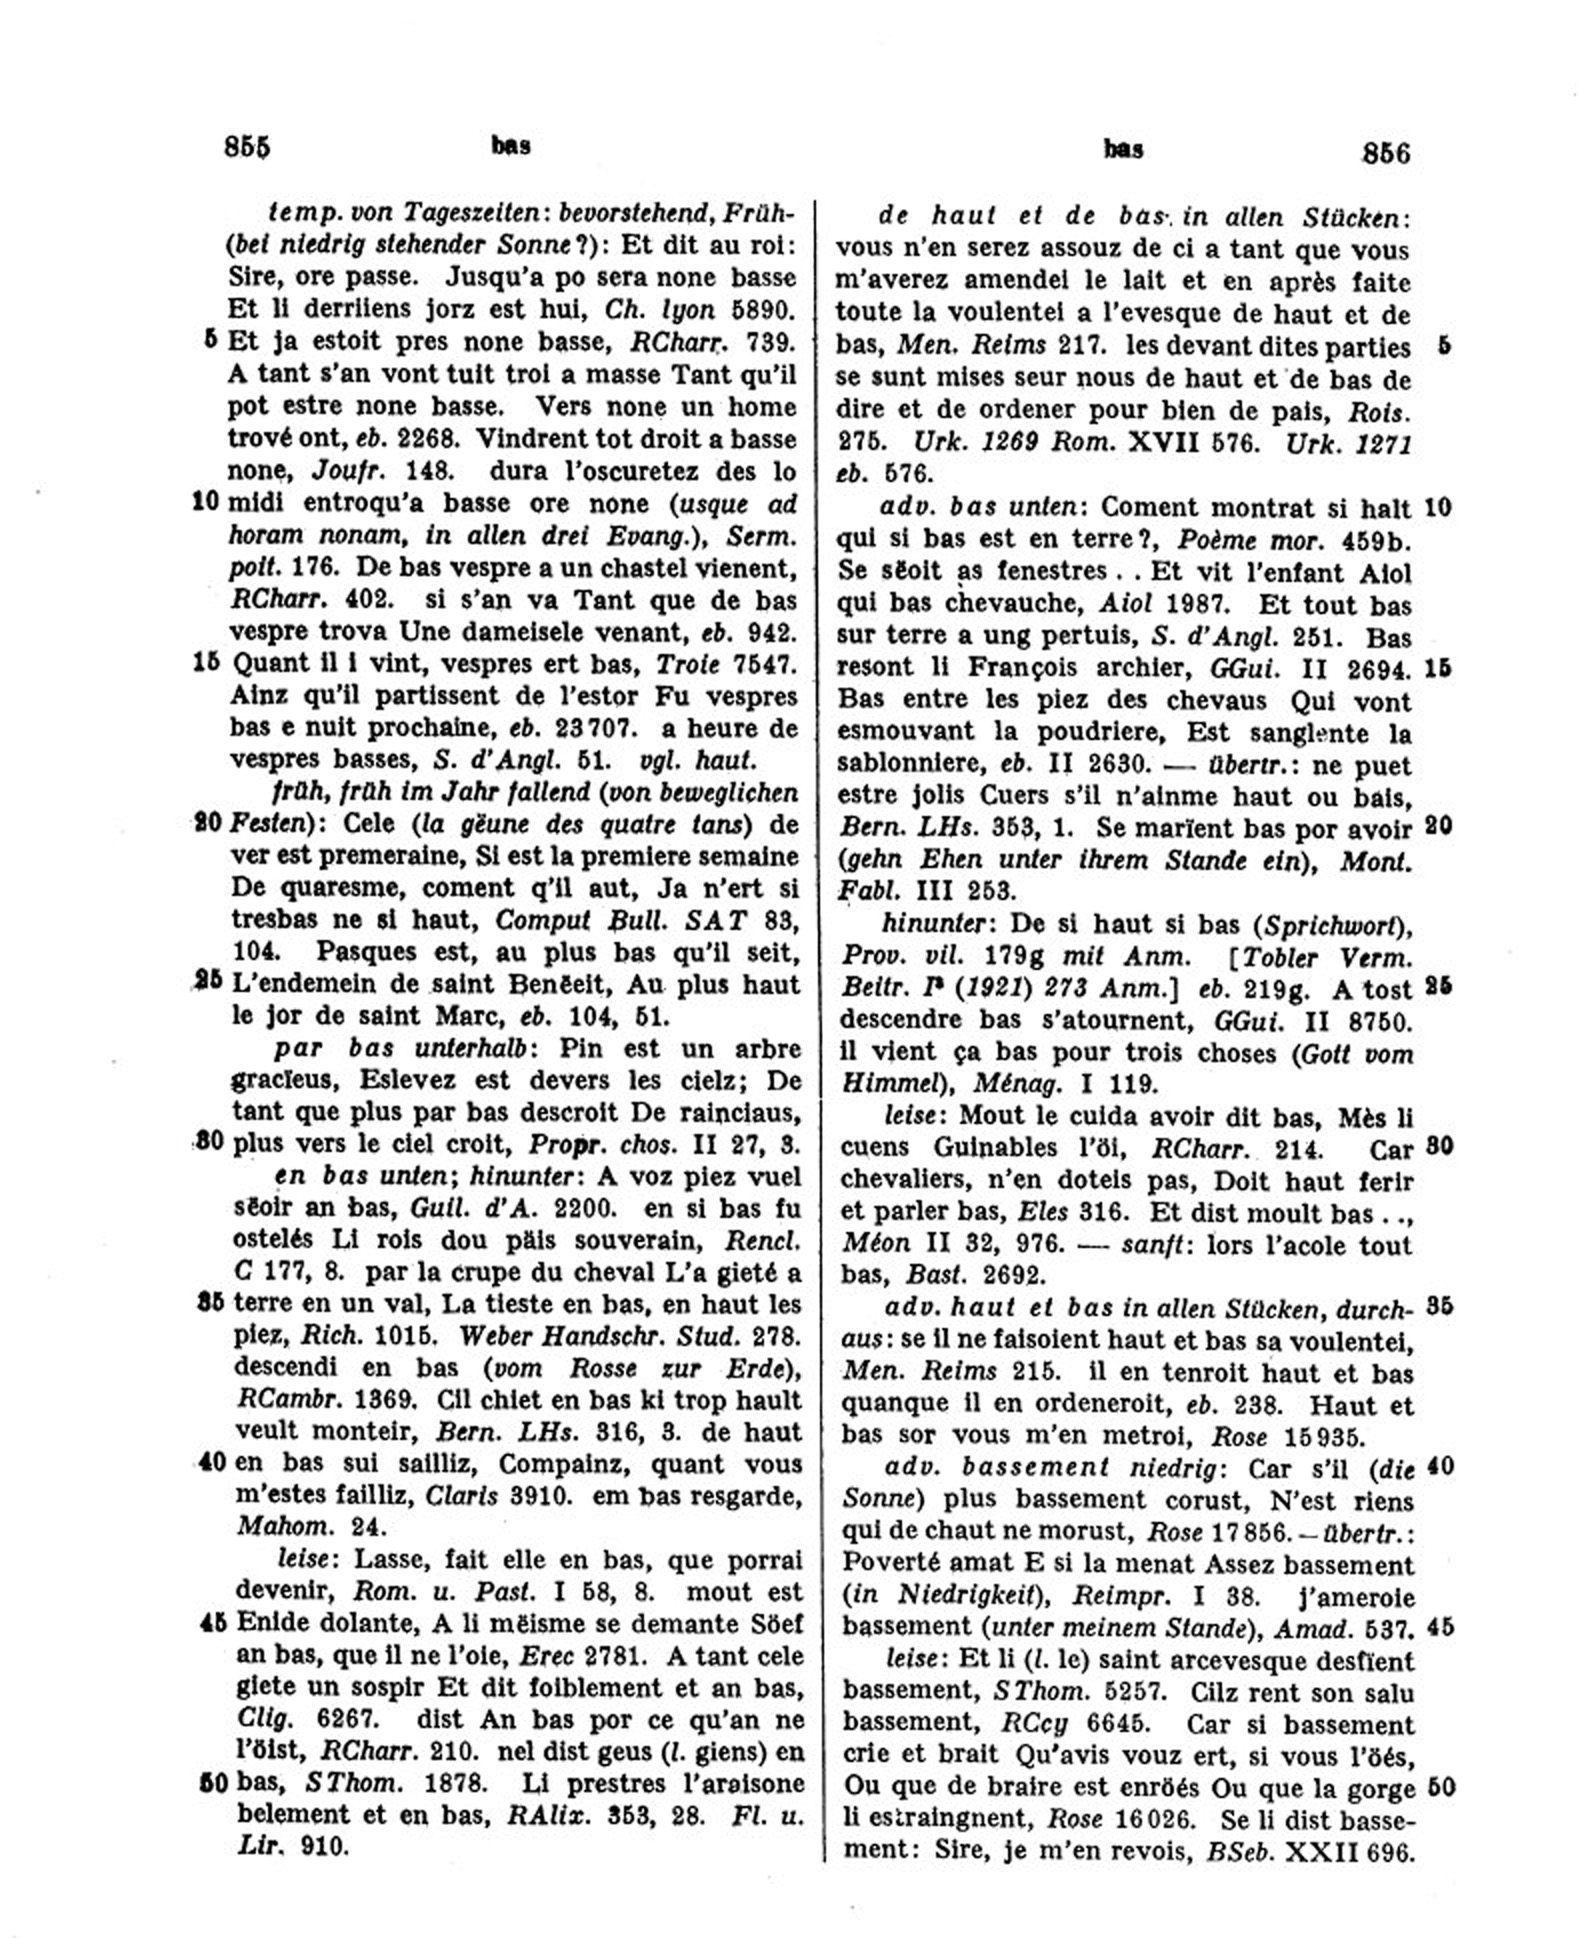 855 bas
temp. von Tageszeiten: bevorstehend, Früh-
(bei niedrig stehender Sonne?): Et dit au roi:
Sire, ore passe. Jusqu'a po sera none basse
Et li derriiens jorz est hui, Ch. lyon 5890.
5 Et ja estoit pres none basse, RCharr. 739.
A tant s'an vont tuit troi a masse Tant qu'il
pot estre none basse. Vers none un home
trové ont, eb. 2268. Vindrent tot droit a basse
none, Joufr. 148. dura l'oscuretez des lo
10 midi entroqu'a basse ore none (usque ad
horam nonam, in allen drei Evang.), Serm.
poit. 176. De bas vespre a un chastel vienent,
RCharr. 402. si s'an va Tant que de bas
vespre trova Une dameisele venant, eb. 942.
15 Quant il i vint, vespres ert bas, Troie 7547.
Ainz qu'il partissent de l'estor Fu vespres
bas e nuit prochaine, eb. 23707. a heure de
vespres basses, S. d'Angl. 51. vgl. haut.
früh, früh im Jahr fallend (von beweglichen
20 Festen): Cele (la gëune des quatre tans) de
ver est premeraine, Si est la premiere semaine
De quaresme, coment q'il aut, Ja n'ert si
tresbas ne si haut, Comput Bull. SAT 83,
104. Pasques est, au plus bas qu'il seit,
25 L'endemein de saint Benëeit, Au plus haut
le jor de saint Marc, eb. 104, 51.
par bas unterhalb: Pin est un arbre
gracïeus, Eslevez est devers les cielz; De
tant que plus par bas descroit De rainciaus,
30 plus vers le ciel croit, Propr. chos. II 27, 3.
en bas unten; hinunter: A voz piez vuel
sëoir an bas, Guil. d'A. 2200. en si bas fu
ostelés Li rois dou päis souverain, Rencl.
C 177, 8. par la crupe du cheval L'a gieté a
35 terre en un val, La tieste en bas, en haut les
piez, Rich. 1015. Weber Handschr. Stud. 278.
descendi en bas (vom Rosse zur Erde),
RCambr. 1369. Cil chiet en bas ki trop hault
veult monteir, Bern. LHs. 316, 3. de haut
40 en bas sui sailliz, Compainz, quant vous
m'estes failliz, Claris 3910. em bas resgarde,
Mahom. 24.
leise: Lasse, fait elle en bas, que porrai
devenir, Rom. u. Past. I 58, 8. mout est
45 Enide dolante, A li mëisme se demante Söef
an bas, que il ne l'oie, Erec 2781. A tant cele
giete un sospir Et dit foiblement et an bas,
Clig. 6267. dist An bas por ce qu'an ne
l'öist, RCharr. 210. nel dist geus (l. giens) en
50 bas, SThom. 1878. Li prestres l'araisone
belement et en bas, RAlix. 353, 28. Fl. u.
Lir. 910.
bas 856
de haut et de bas in allen Stücken:
vous n'en serez assouz de ci a tant que vous
m'averez amendei le lait et en après faite
toute la voulentei a l'evesque de haut et de
bas, Men. Reims 217. les devant dites parties 5
se sunt mises seur nous de haut et de bas de
dire et de ordener pour bien de pais, Rois.
275. Urk. 1269 Rom. XVII 576. Urk. 1271
eb. 576.
adv. bas unten: Coment montrat si halt 10
qui si bas est en terre?, Poème mor. 459b.
Se sëoit as fenestres . . Et vit l'enfant Aiol
qui bas chevauche, Aiol 1987. Et tout bas
sur terre a ung pertuis, S. d'Angl. 251. Bas
resont li François archier, GGui. II 2694. 15
Bas entre les piez des chevaus Qui vont
esmouvant la poudriere, Est sanglente la
sablonniere, eb. II 2630. — übertr.: ne puet
estre jolis Cuers s'il n'ainme haut ou bais,
Bern. LHs. 353, 1. Se marïent bas por avoir 20
(gehn Ehen unter ihrem Stande ein), Mont.
Fabl. III 253.
hinunter: De si haut si bas (Sprichwort),
Prov. vil. 179g mit Anm. [Tobler Verm.
Beitr. I³ (1921) 273 Anm.] eb. 219g. A tost 25
descendre bas s'atournent, GGui. II 8750.
il vient ça bas pour trois choses (Gott vom
Himmel), Ménag. I 119.
leise: Mout le cuida avoir dit bas, Mès li
cuens Guinables l'öi, RCharr. 214. Car 30
chevaliers, n'en doteis pas, Doit haut ferir
et parler bas, Eles 316. Et dist moult bas . .,
Méon II 32, 976. — sanft: lors l'acole tout
bas, Bast. 2692.
adv. haut et bas in allen Stücken, durch- 35
aus: se il ne faisoient haut et bas sa voulentei,
Men. Reims 215. il en tenroit haut et bas
quanque il en ordeneroit, eb. 238. Haut et
bas sor vous m'en metroi, Rose 15935.
adv. bassement niedrig: Car s'il (die 40
Sonne) plus bassement corust, N'est riens
qui de chaut ne morust, Rose 17856. — übertr.:
Poverté amat E si la menat Assez bassement
(in Niedrigkeit), Reimpr. I 38. j'ameroie
bassement (unter meinem Stande), Amad. 537. 45
leise: Et li (l. le) saint arcevesque desfïent
bassement, SThom. 5257. Cilz rent son salu
bassement, RCcy 6645. Car si bassement
crie et brait Qu'avis vouz ert, si vous l'öés,
Ou que de braire est enröés Ou que la gorge 50
li estraingnent, Rose 16026. Se li dist basse-
ment: Sire, je m'en revois, BSeb. XXII 696.